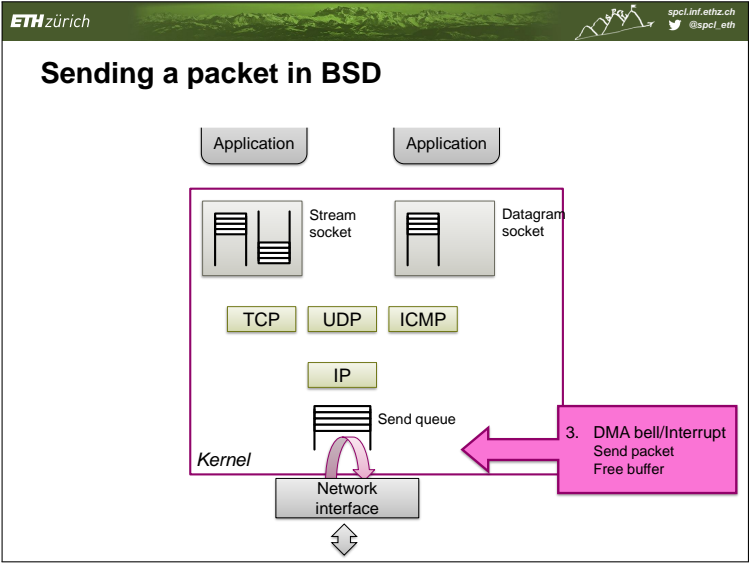 ETH zürich
spcl.inf.ethz.ch
@spcl_eth
Sending a packet in BSD
Application
Application
Stream
socket
Datagram
socket
TCP
UDP
ICMP
IP
Send queue
Kernel
3. DMA bell/Interrupt
Send packet
Free buffer
Network
interface